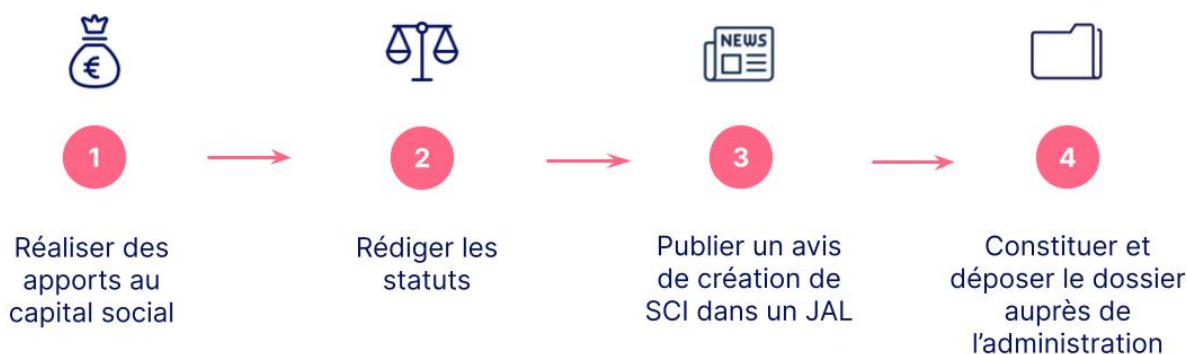 €
NEWS
1
2
3
4
Réaliser des
apports au
capital social
Rédiger les
statuts
Publier un avis
de création de
SCI dans un JAL
Constituer et
déposer le dossier
auprès de
l'administration